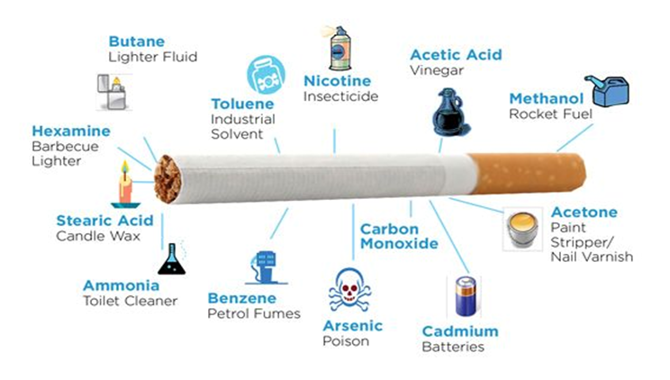 Butane
Lighter Fluid
Hexamine
Barbecue
Lighter
Toluene
Industrial
Solvent
Nicotine
Insecticide
Acetic Acid
Vinegar
Methanol
Rocket Fuel
Stearic Acid
Candle Wax
Ammonia
Toilet Cleaner
Benzene
Petrol Fumes
Arsenic
Poison
Carbon
Monoxide
Cadmium
Batteries
Acetone
Paint
Stripper/
Nail Varnish